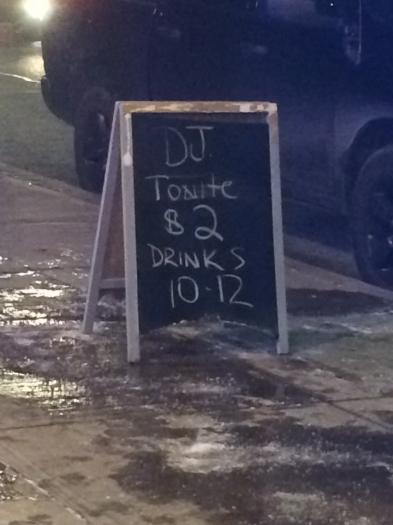 DJ.
TONITE
$2
DRINKS
10-12